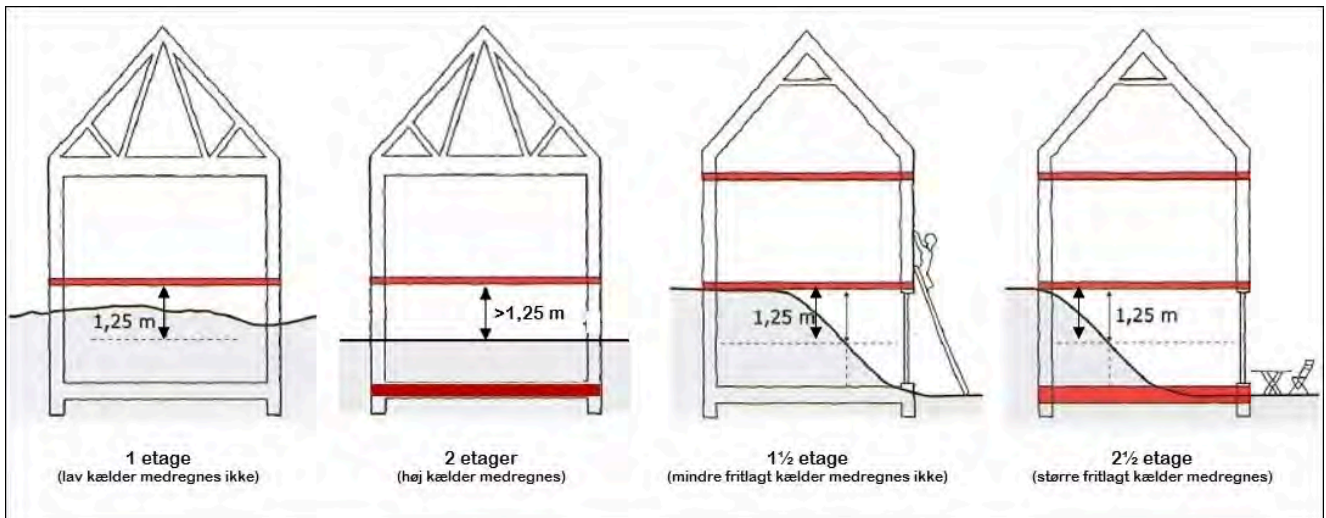 1,25 m
>1,25 m
1,25 m
1,25 m
1 etage
(lav kælder medregnes ikke)
2 etager
(høj kælder medregnes)
1½ etage
(mindre fritlagt kælder medregnes ikke)
2½ etage
(større fritlagt kælder medregnes)